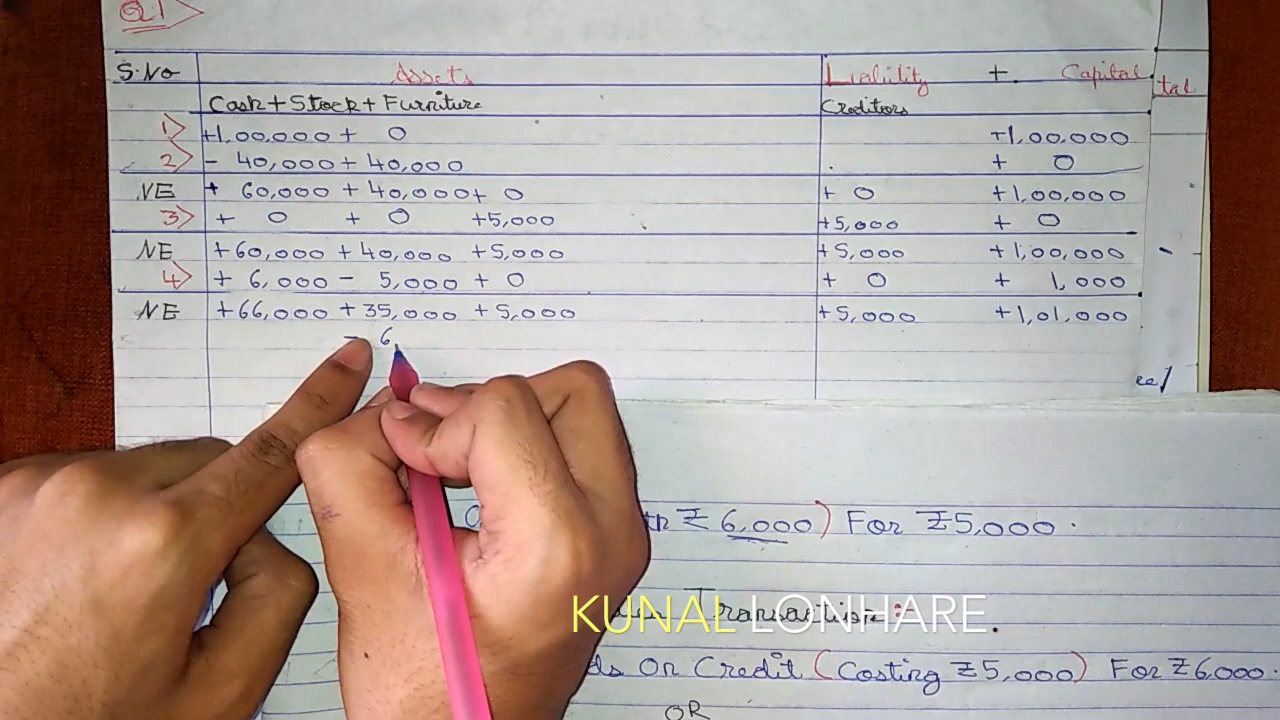 Q1
S.No Assets Liability + Capital tal
Cash + Stock + Furniture Creditors
1) +1,00,000 + 0 +1,00,000
2) - 40,000 + 40,000 + 0
NE + 60,000 + 40,000 + 0 + 0 +1,00,000
3) + 0 + 0 +5,000 +5,000 + 0
NE +60,000 + 40,000 +5,000 +5,000 +1,00,000
4) + 6,000 - 5,000 + 0 + 0 + 1,000
NE +66,000 + 35,000 + 5,000 +5,000 +1,01,000
- 6,
₹ 6,000) For ₹5,000.
Transaction:
KUNAL LONHARE
ds On Credit (Costing ₹5,000) For ₹6,000.
OR